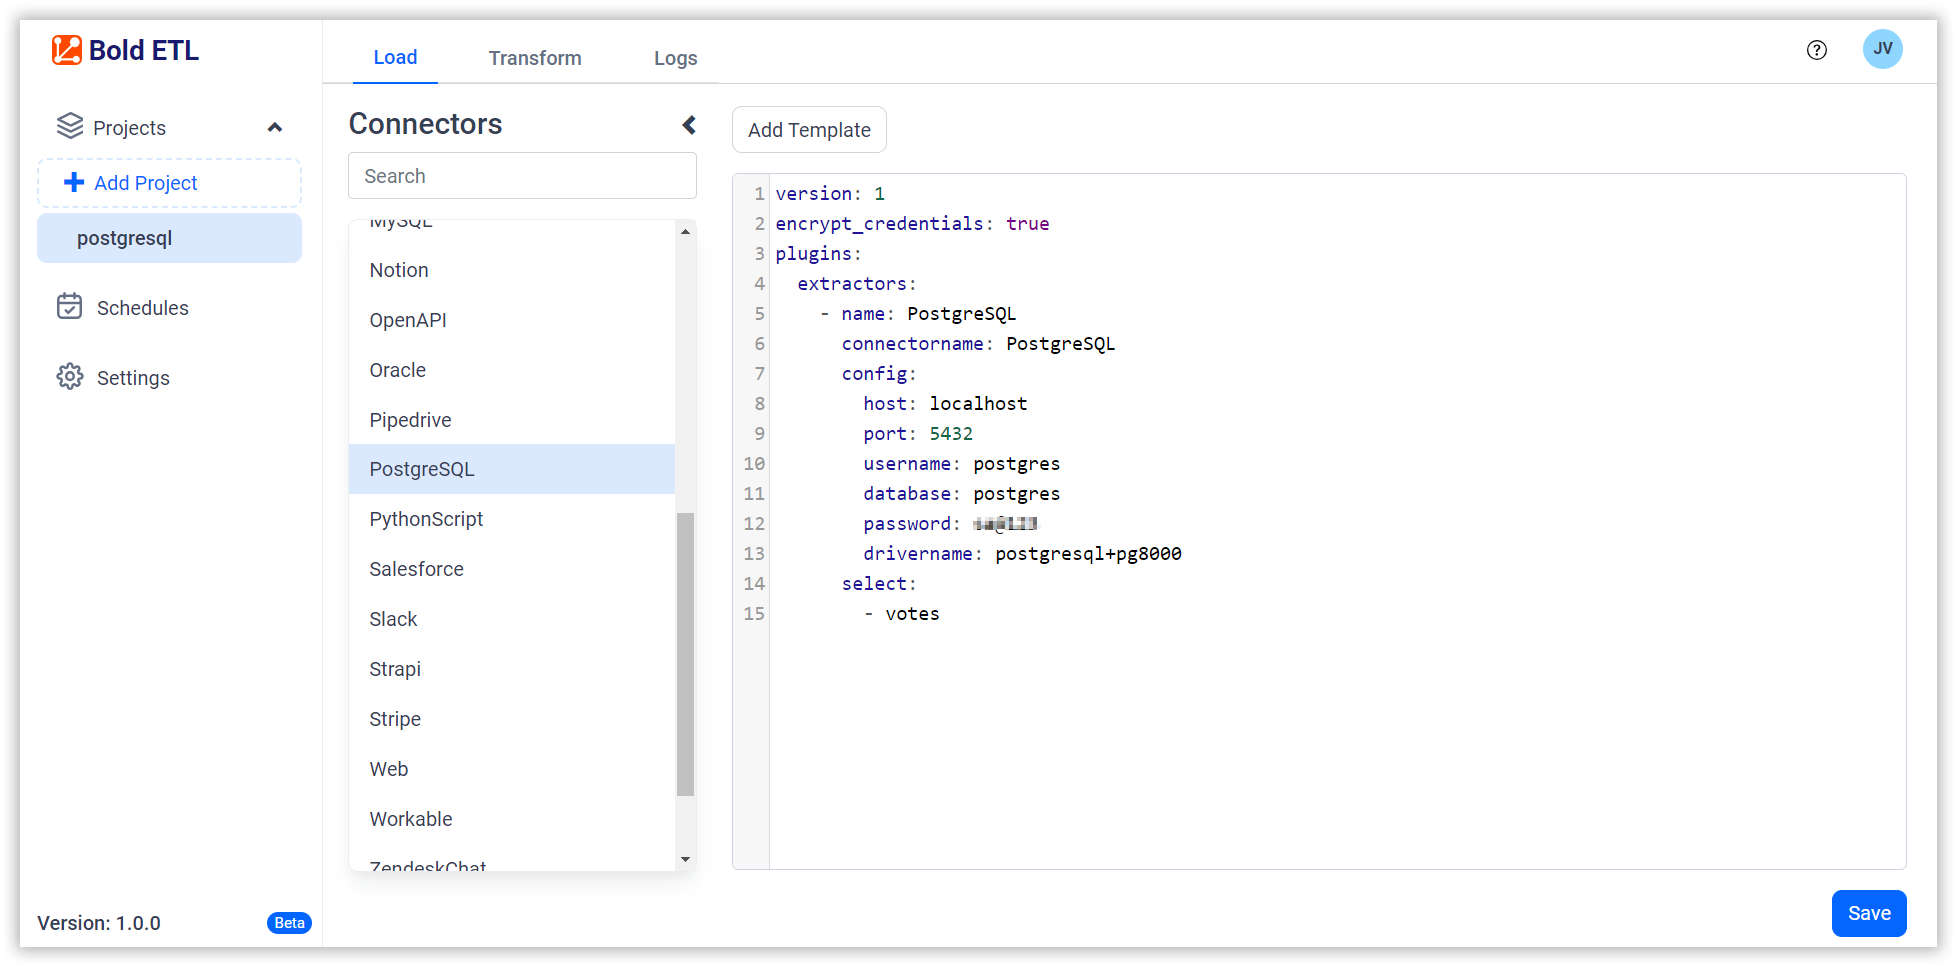 Bold ETL
Projects
Add Project
postgresql
Schedules
Settings
Version: 1.0.0
Beta
Load
Transform
Logs
JV
Connectors
Search
MySQL
Notion
OpenAPI
Oracle
Pipedrive
PostgreSQL
PythonScript
Salesforce
Slack
Strapi
Stripe
Web
Workable
ZendeskChat
Add Template
1 version: 1
2 encrypt_credentials: true
3 plugins:
4 extractors:
5 - name: PostgreSQL
6 connectorname: PostgreSQL
7 config:
8 host: localhost
9 port: 5432
10 username: postgres
11 database: postgres
12 password:
13 drivername: postgresql+pg8000
14 select:
15 - votes
Save